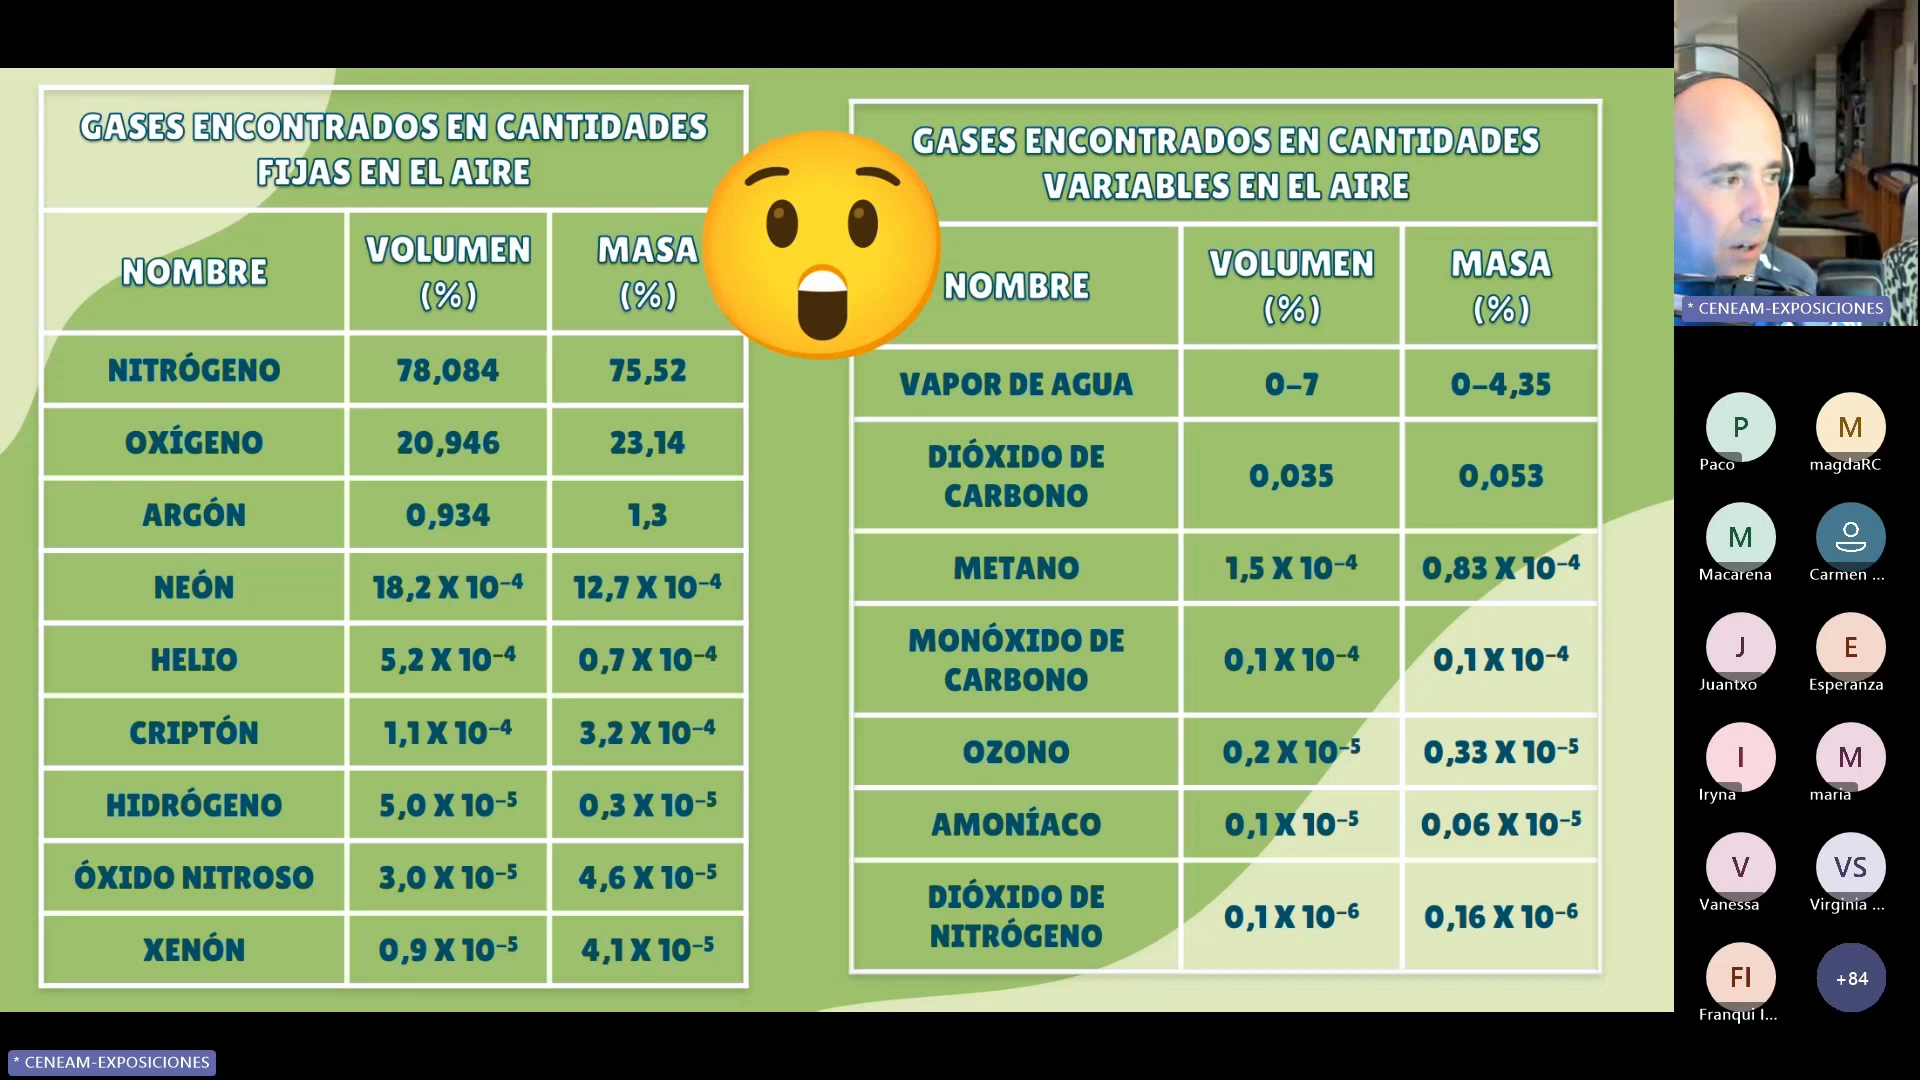 GASES ENCONTRADOS EN CANTIDADES
FIJAS EN EL AIRE
NOMBRE
VOLUMEN
(%)
MASA
(%)
NITRÓGENO 78,084 75,52
OXÍGENO 20,946 23,14
ARGÓN 0,934 1,3
NEÓN 18,2 X 10⁻⁴ 12,7 X 10⁻⁴
HELIO 5,2 X 10⁻⁴ 0,7 X 10⁻⁴
CRIPTÓN 1,1 X 10⁻⁴ 3,2 X 10⁻⁴
HIDRÓGENO 5,0 X 10⁻⁵ 0,3 X 10⁻⁵
ÓXIDO NITROSO 3,0 X 10⁻⁵ 4,6 X 10⁻⁵
XENÓN 0,9 X 10⁻⁵ 4,1 X 10⁻⁵
GASES ENCONTRADOS EN CANTIDADES
VARIABLES EN EL AIRE
NOMBRE
VOLUMEN
(%)
MASA
(%)
VAPOR DE AGUA 0–7 0–4,35
DIÓXIDO DE
CARBONO
0,035 0,053
METANO 1,5 X 10⁻⁴ 0,83 X 10⁻⁴
MONÓXIDO DE
CARBONO
0,1 X 10⁻⁴ 0,1 X 10⁻⁴
OZONO 0,2 X 10⁻⁵ 0,33 X 10⁻⁵
AMONÍACO 0,1 X 10⁻⁵ 0,06 X 10⁻⁵
DIÓXIDO DE
NITRÓGENO
0,1 X 10⁻⁶ 0,16 X 10⁻⁶
* CENEAM-EXPOSICIONES
P M
Paco magdaRC
M
Macarena Carmen ...
J E
Juantxo Esperanza
I M
Iryna maria
V VS
Vanessa Virginia ...
FI +84
Franqui I...
* CENEAM-EXPOSICIONES